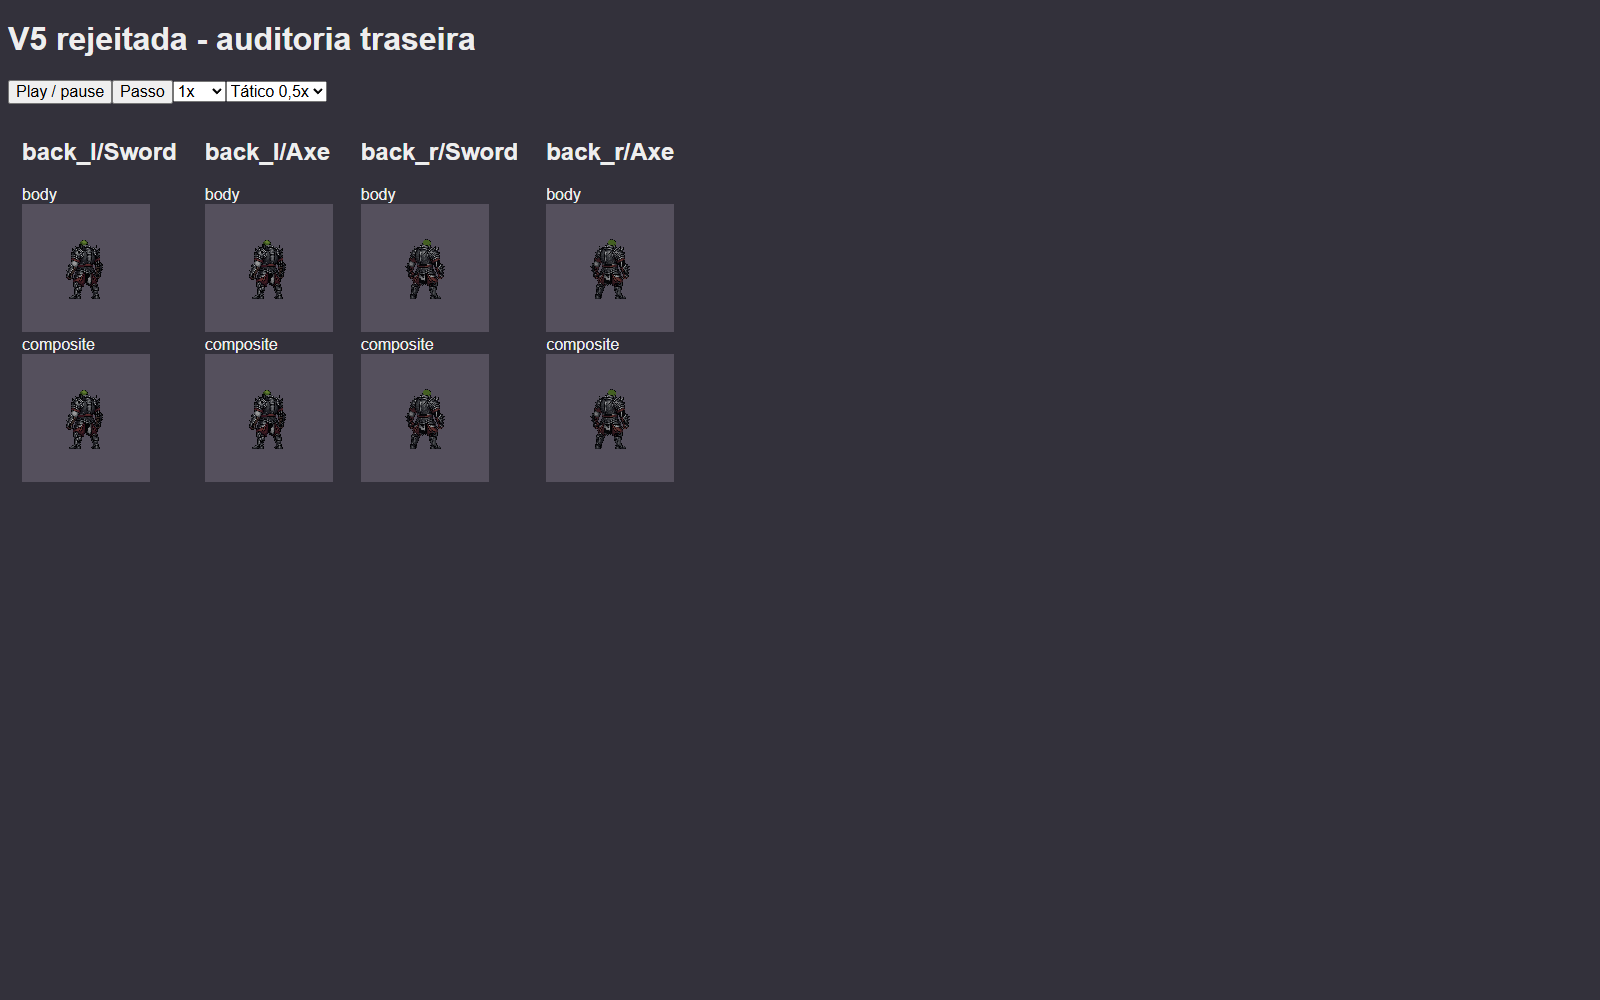 V5 rejeitada - auditoria traseira
Play / pause Passo 1x Tático 0,5x
back_l/Sword back_l/Axe back_r/Sword back_r/Axe
body body body body
composite composite composite composite